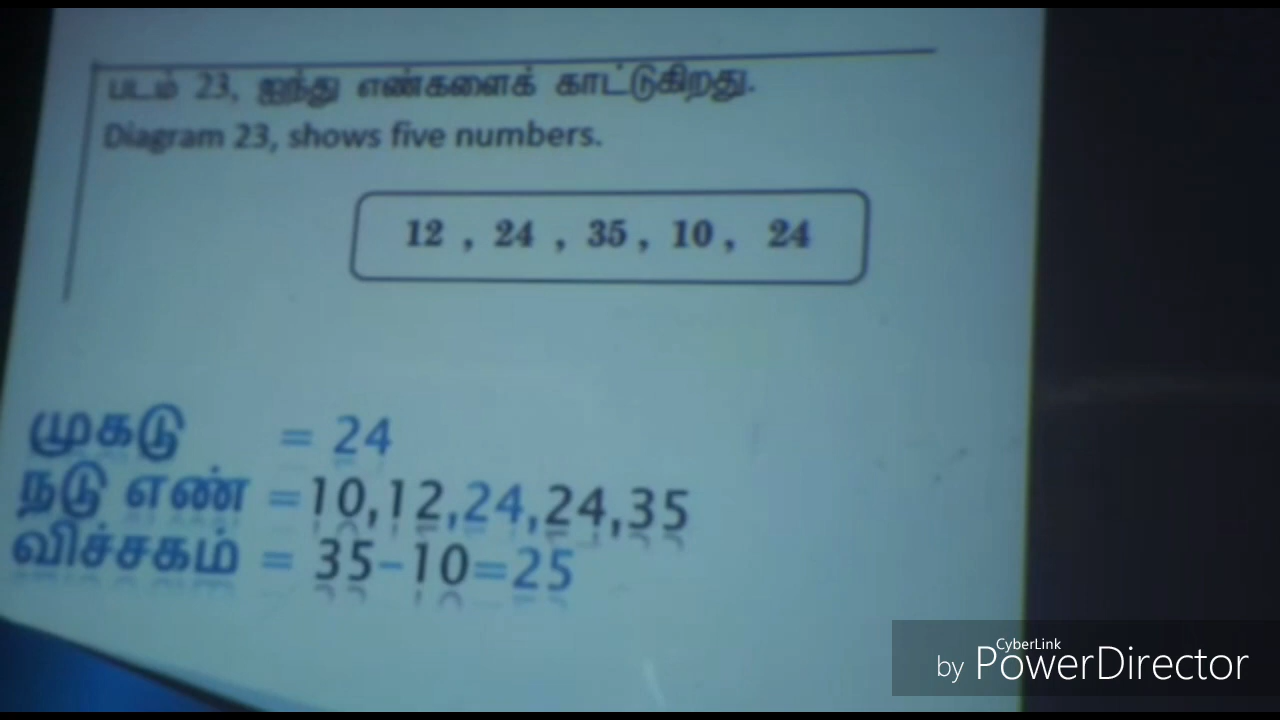 படம் 23, ஐந்து எண்களைக் காட்டுகிறது.
Diagram 23, shows five numbers.
12 , 24 , 35 , 10 , 24
முகடு = 24
நடு எண் =10,12,24,24,35
விச்சகம் = 35-10=25
CyberLink
by PowerDirector